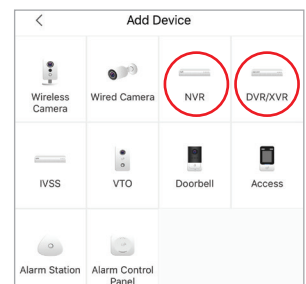 Add Device
Wireless
Camera
Wired Camera
NVR
DVR/XVR
IVSS
VTO
Doorbell
Access
Alarm Station
Alarm Control
Panel